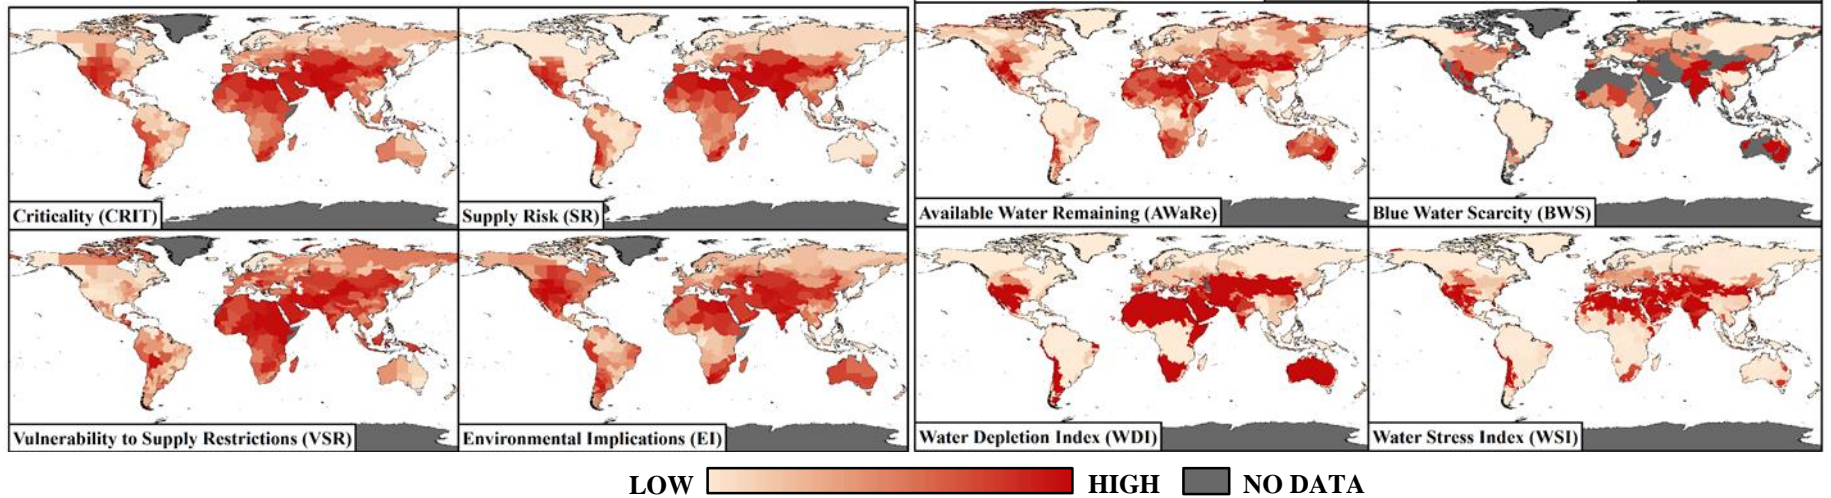 Criticality (CRIT)
Supply Risk (SR)
Available Water Remaining (AWaRe)
Blue Water Scarcity (BWS)
Vulnerability to Supply Restrictions (VSR)
Environmental Implications (EI)
Water Depletion Index (WDI)
Water Stress Index (WSI)
LOW
HIGH
NO DATA